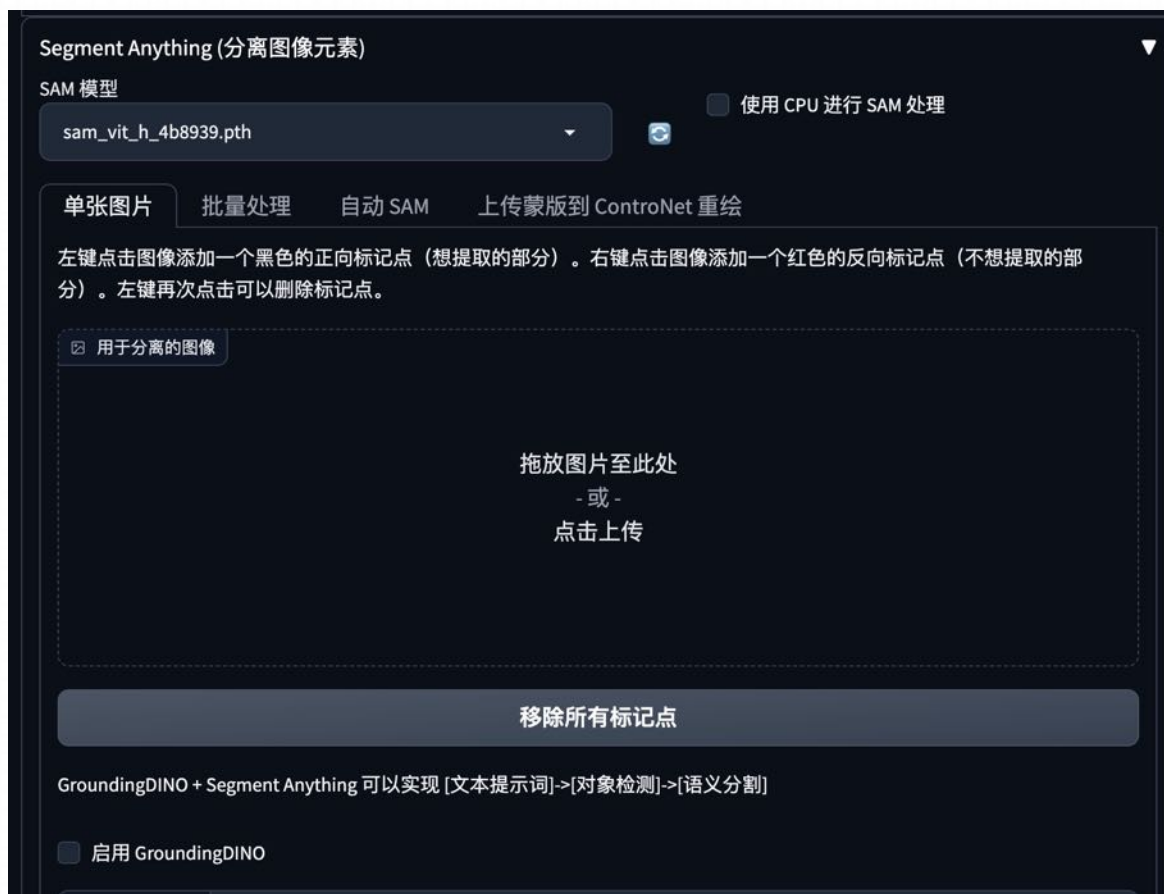 Segment Anything (分离图像元素)
SAM 模型
使用 CPU 进行 SAM 处理
sam_vit_h_4b8939.pth
单张图片 批量处理 自动 SAM 上传蒙版到 ControNet 重绘
左键点击图像添加一个黑色的正向标记点（想提取的部分）。右键点击图像添加一个红色的反向标记点（不想提取的部
分）。左键再次点击可以删除标记点。
用于分离的图像
拖放图片至此处
- 或 -
点击上传
移除所有标记点
GroundingDINO + Segment Anything 可以实现 [文本提示词]->[对象检测]->[语义分割]
启用 GroundingDINO